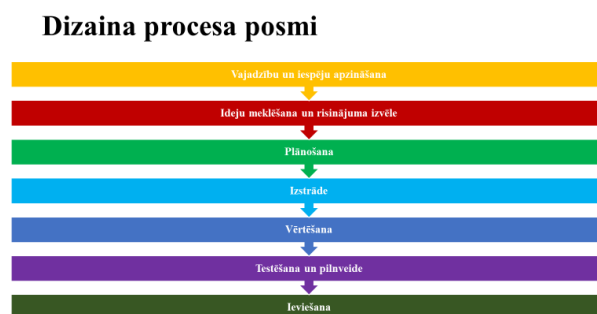 Dizaina procesa posmi
Vajadzību un iespēju apzināšana
Ideju meklēšana un risinājuma izvēle
Plānošana
Izstrāde
Vērtēšana
Testēšana un pilnveide
Ieviešana